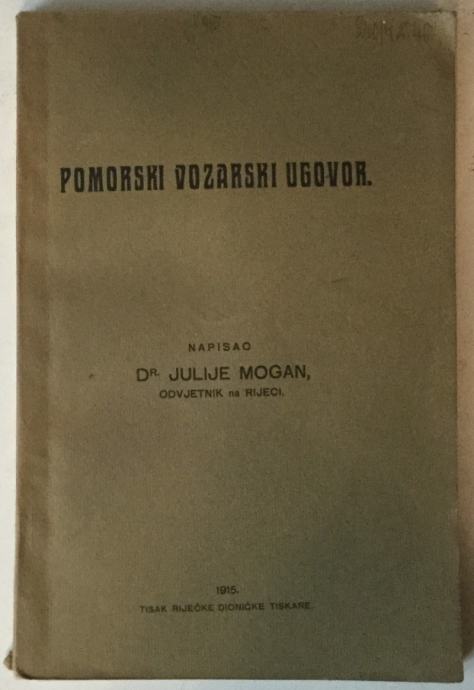 POMORSKI VOZARSKI UGOVOR.
NAPISAO
DR. JULIJE MOGAN,
ODVJETNIK na RIJECI.
1915.
TISAK RIJEČKE DIONIČKE TISKARE.